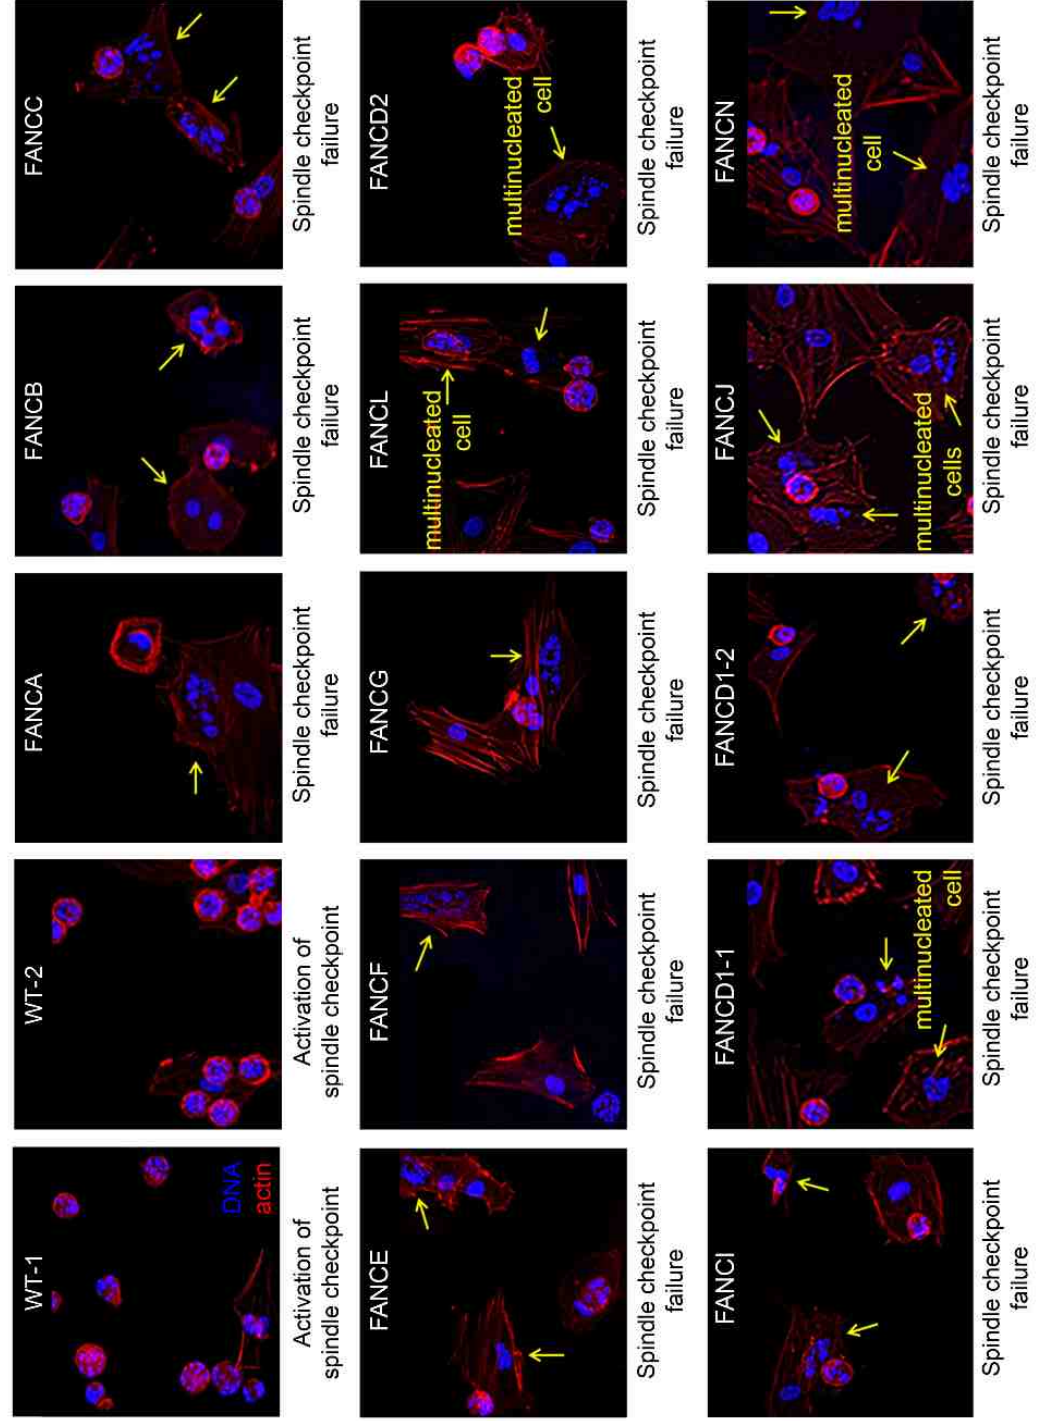 WT-1
DNA
actin
Activation of
spindle checkpoint
WT-2
Activation of
spindle checkpoint
FANCA
Spindle checkpoint
failure
FANCB
Spindle checkpoint
failure
FANCC
Spindle checkpoint
failure
FANCE
Spindle checkpoint
failure
FANCF
Spindle checkpoint
failure
FANCG
Spindle checkpoint
failure
FANCL
multinucleated
cell
Spindle checkpoint
failure
FANCD2
multinucleated
cell
Spindle checkpoint
failure
FANCI
Spindle checkpoint
failure
FANCD1-1
multinucleated
cell
Spindle checkpoint
failure
FANCD1-2
Spindle checkpoint
failure
FANCJ
multinucleated
cells
Spindle checkpoint
failure
FANCN
multinucleated
cell
Spindle checkpoint
failure